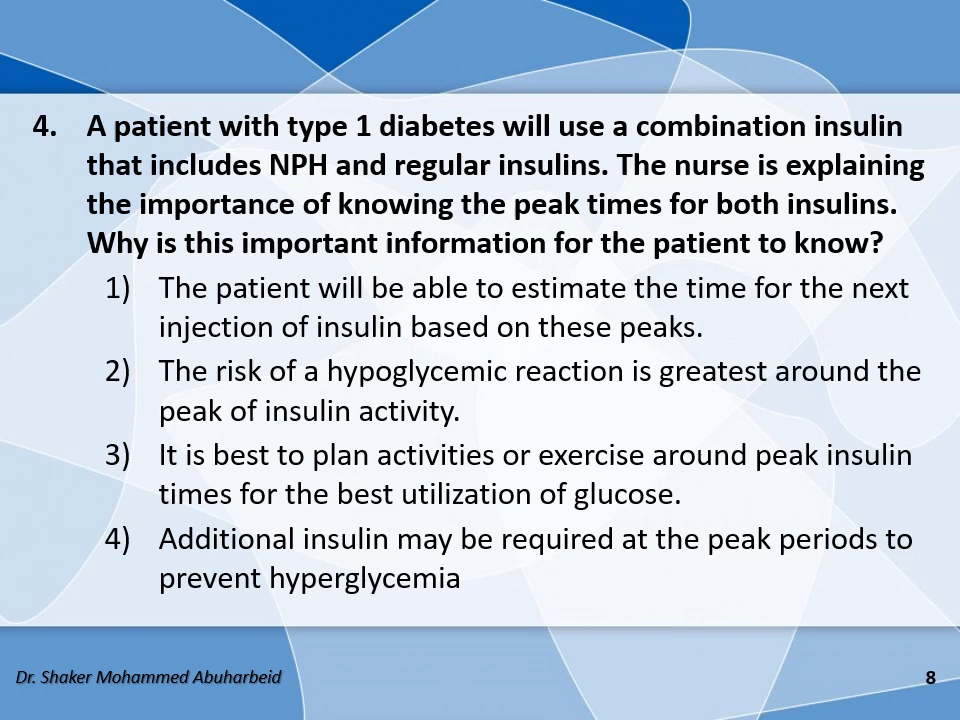 4. A patient with type 1 diabetes will use a combination insulin
that includes NPH and regular insulins. The nurse is explaining
the importance of knowing the peak times for both insulins.
Why is this important information for the patient to know?
1) The patient will be able to estimate the time for the next
injection of insulin based on these peaks.
2) The risk of a hypoglycemic reaction is greatest around the
peak of insulin activity.
3) It is best to plan activities or exercise around peak insulin
times for the best utilization of glucose.
4) Additional insulin may be required at the peak periods to
prevent hyperglycemia
Dr. Shaker Mohammed Abuharbeid
8